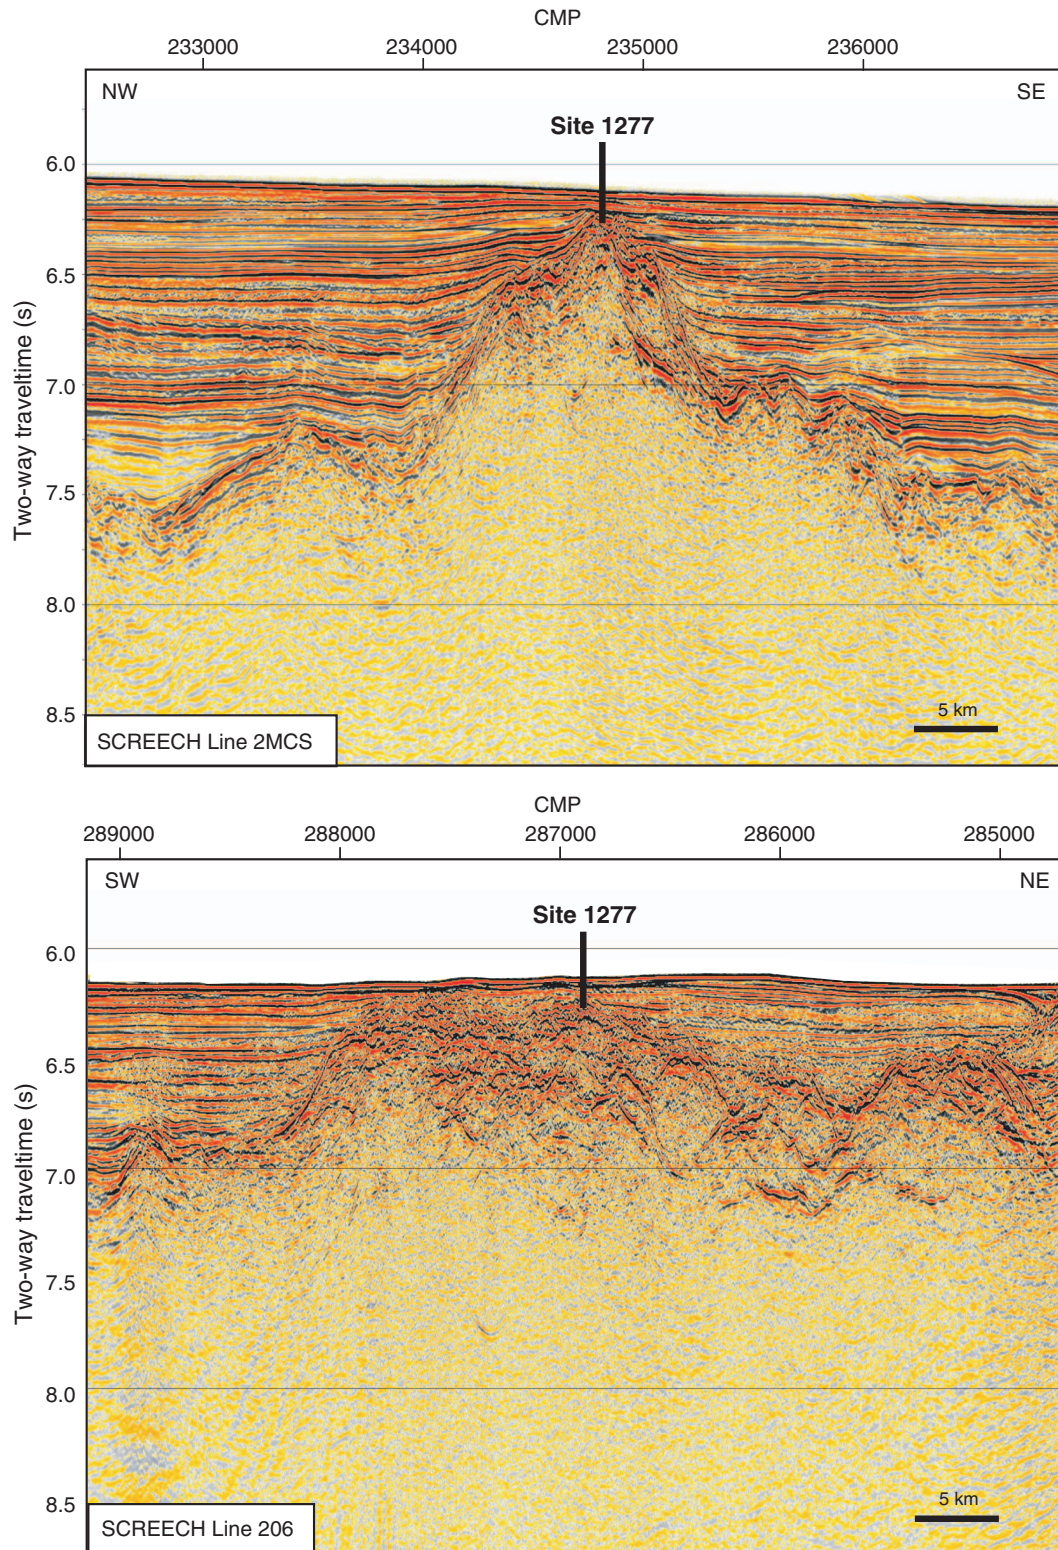 CMP
233000 234000 235000 236000
NW SE
Site 1277
6.0
6.5
7.0
7.5
8.0
8.5
Two-way traveltime (s)
5 km
SCREECH Line 2MCS
CMP
289000 288000 287000 286000 285000
SW NE
Site 1277
6.0
6.5
7.0
7.5
8.0
8.5
Two-way traveltime (s)
5 km
SCREECH Line 206